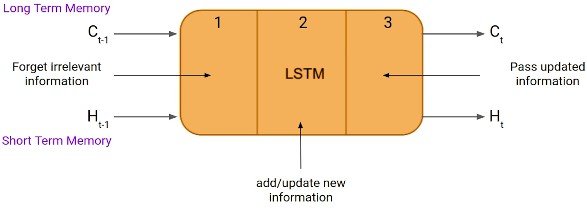 Long Term Memory
1 2 3
C t-1
C t
Forget irrelevant
information
LSTM
Pass updated
information
H t-1
H t
Short Term Memory
add/update new
information